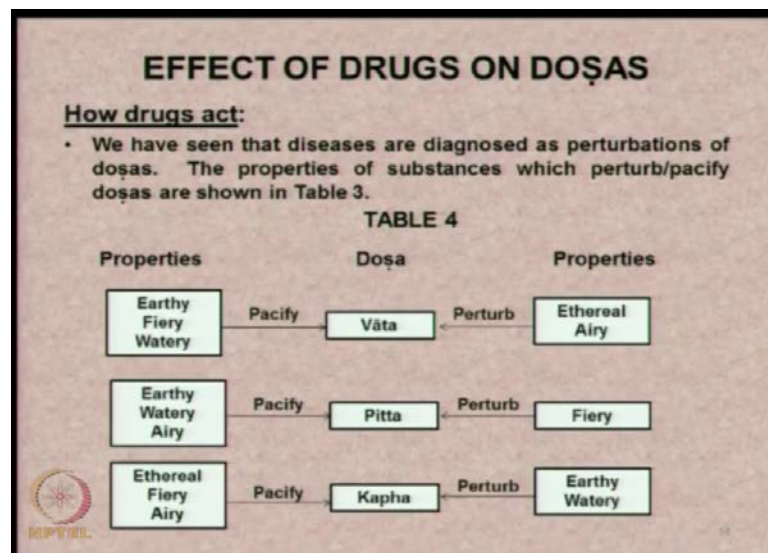 EFFECT OF DRUGS ON DOṢAS
How drugs act:
• We have seen that diseases are diagnosed as perturbations of
doṣas. The properties of substances which perturb/pacify
doṣas are shown in Table 3.
TABLE 4
Properties Doṣa Properties
Earthy
Fiery
Watery
Pacify
Vāta
Perturb
Ethereal
Airy
Earthy
Watery
Airy
Pacify
Pitta
Perturb
Fiery
Ethereal
Fiery
Airy
Pacify
Kapha
Perturb
Earthy
Watery
NPTEL